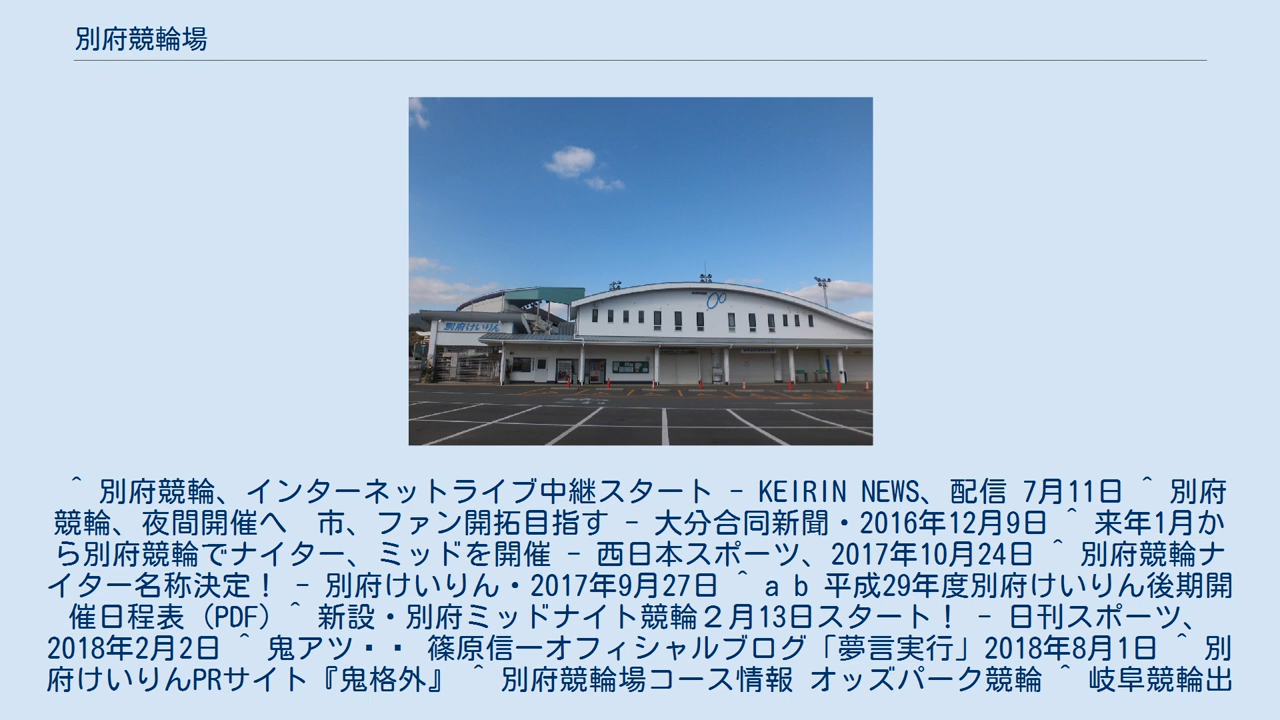 別府競輪場
別府けいりん
^ 別府競輪、インターネットライブ中継スタート - KEIRIN NEWS、配信 7月11日 ^ 別府
競輪、夜間開催へ 市、ファン開拓目指す - 大分合同新聞・2016年12月9日 ^ 来年1月か
ら別府競輪でナイター、ミッドを開催 - 西日本スポーツ、2017年10月24日 ^ 別府競輪ナ
イター名称決定! - 別府けいりん・2017年9月27日 ^ a b 平成29年度別府けいりん後期開
催日程表(PDF)^ 新設・別府ミッドナイト競輪2月13日スタート! - 日刊スポーツ、
2018年2月2日 ^ 鬼アツ・・ 篠原信一オフィシャルブログ「夢言実行」2018年8月1日 ^ 別
府けいりんPRサイト『鬼格外』 ^ 別府競輪場コース情報 オッズパーク競輪 ^ 岐阜競輪出